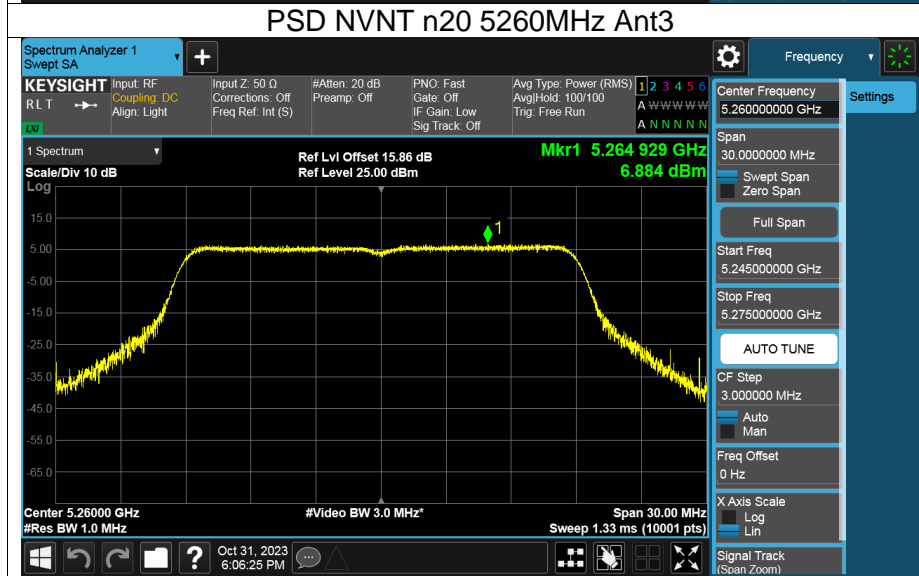 PSD NVNT n20 5260MHz Ant3
Spectrum Analyzer 1
Swept SA
+
Frequency
KEYSIGHT
R L T
LXI
Input: RF
Coupling: DC
Align: Light
Input Z: 50 Ω
Corrections: Off
Freq Ref: Int (S)
#Atten: 20 dB
Preamp: Off
PNO: Fast
Gate: Off
IF Gain: Low
Sig Track: Off
Avg Type: Power (RMS)
Avg|Hold: 100/100
Trig: Free Run
1 2 3 4 5 6
A W W W W W
A N N N N N
1 Spectrum
Scale/Div 10 dB
Log
Ref Lvl Offset 15.86 dB
Ref Level 25.00 dBm
Mkr1 5.264 929 GHz
6.884 dBm
15.0
5.00
-5.00
-15.0
-25.0
-35.0
-45.0
-55.0
-65.0
1
Center 5.26000 GHz
#Res BW 1.0 MHz
#Video BW 3.0 MHz*
Span 30.00 MHz
Sweep 1.33 ms (10001 pts)
?
Oct 31, 2023
6:06:25 PM
Center Frequency
5.260000000 GHz
Settings
Span
30.0000000 MHz
Swept Span
Zero Span
Full Span
Start Freq
5.245000000 GHz
Stop Freq
5.275000000 GHz
AUTO TUNE
CF Step
3.000000 MHz
Auto
Man
Freq Offset
0 Hz
X Axis Scale
Log
Lin
Signal Track
(Span Zoom)